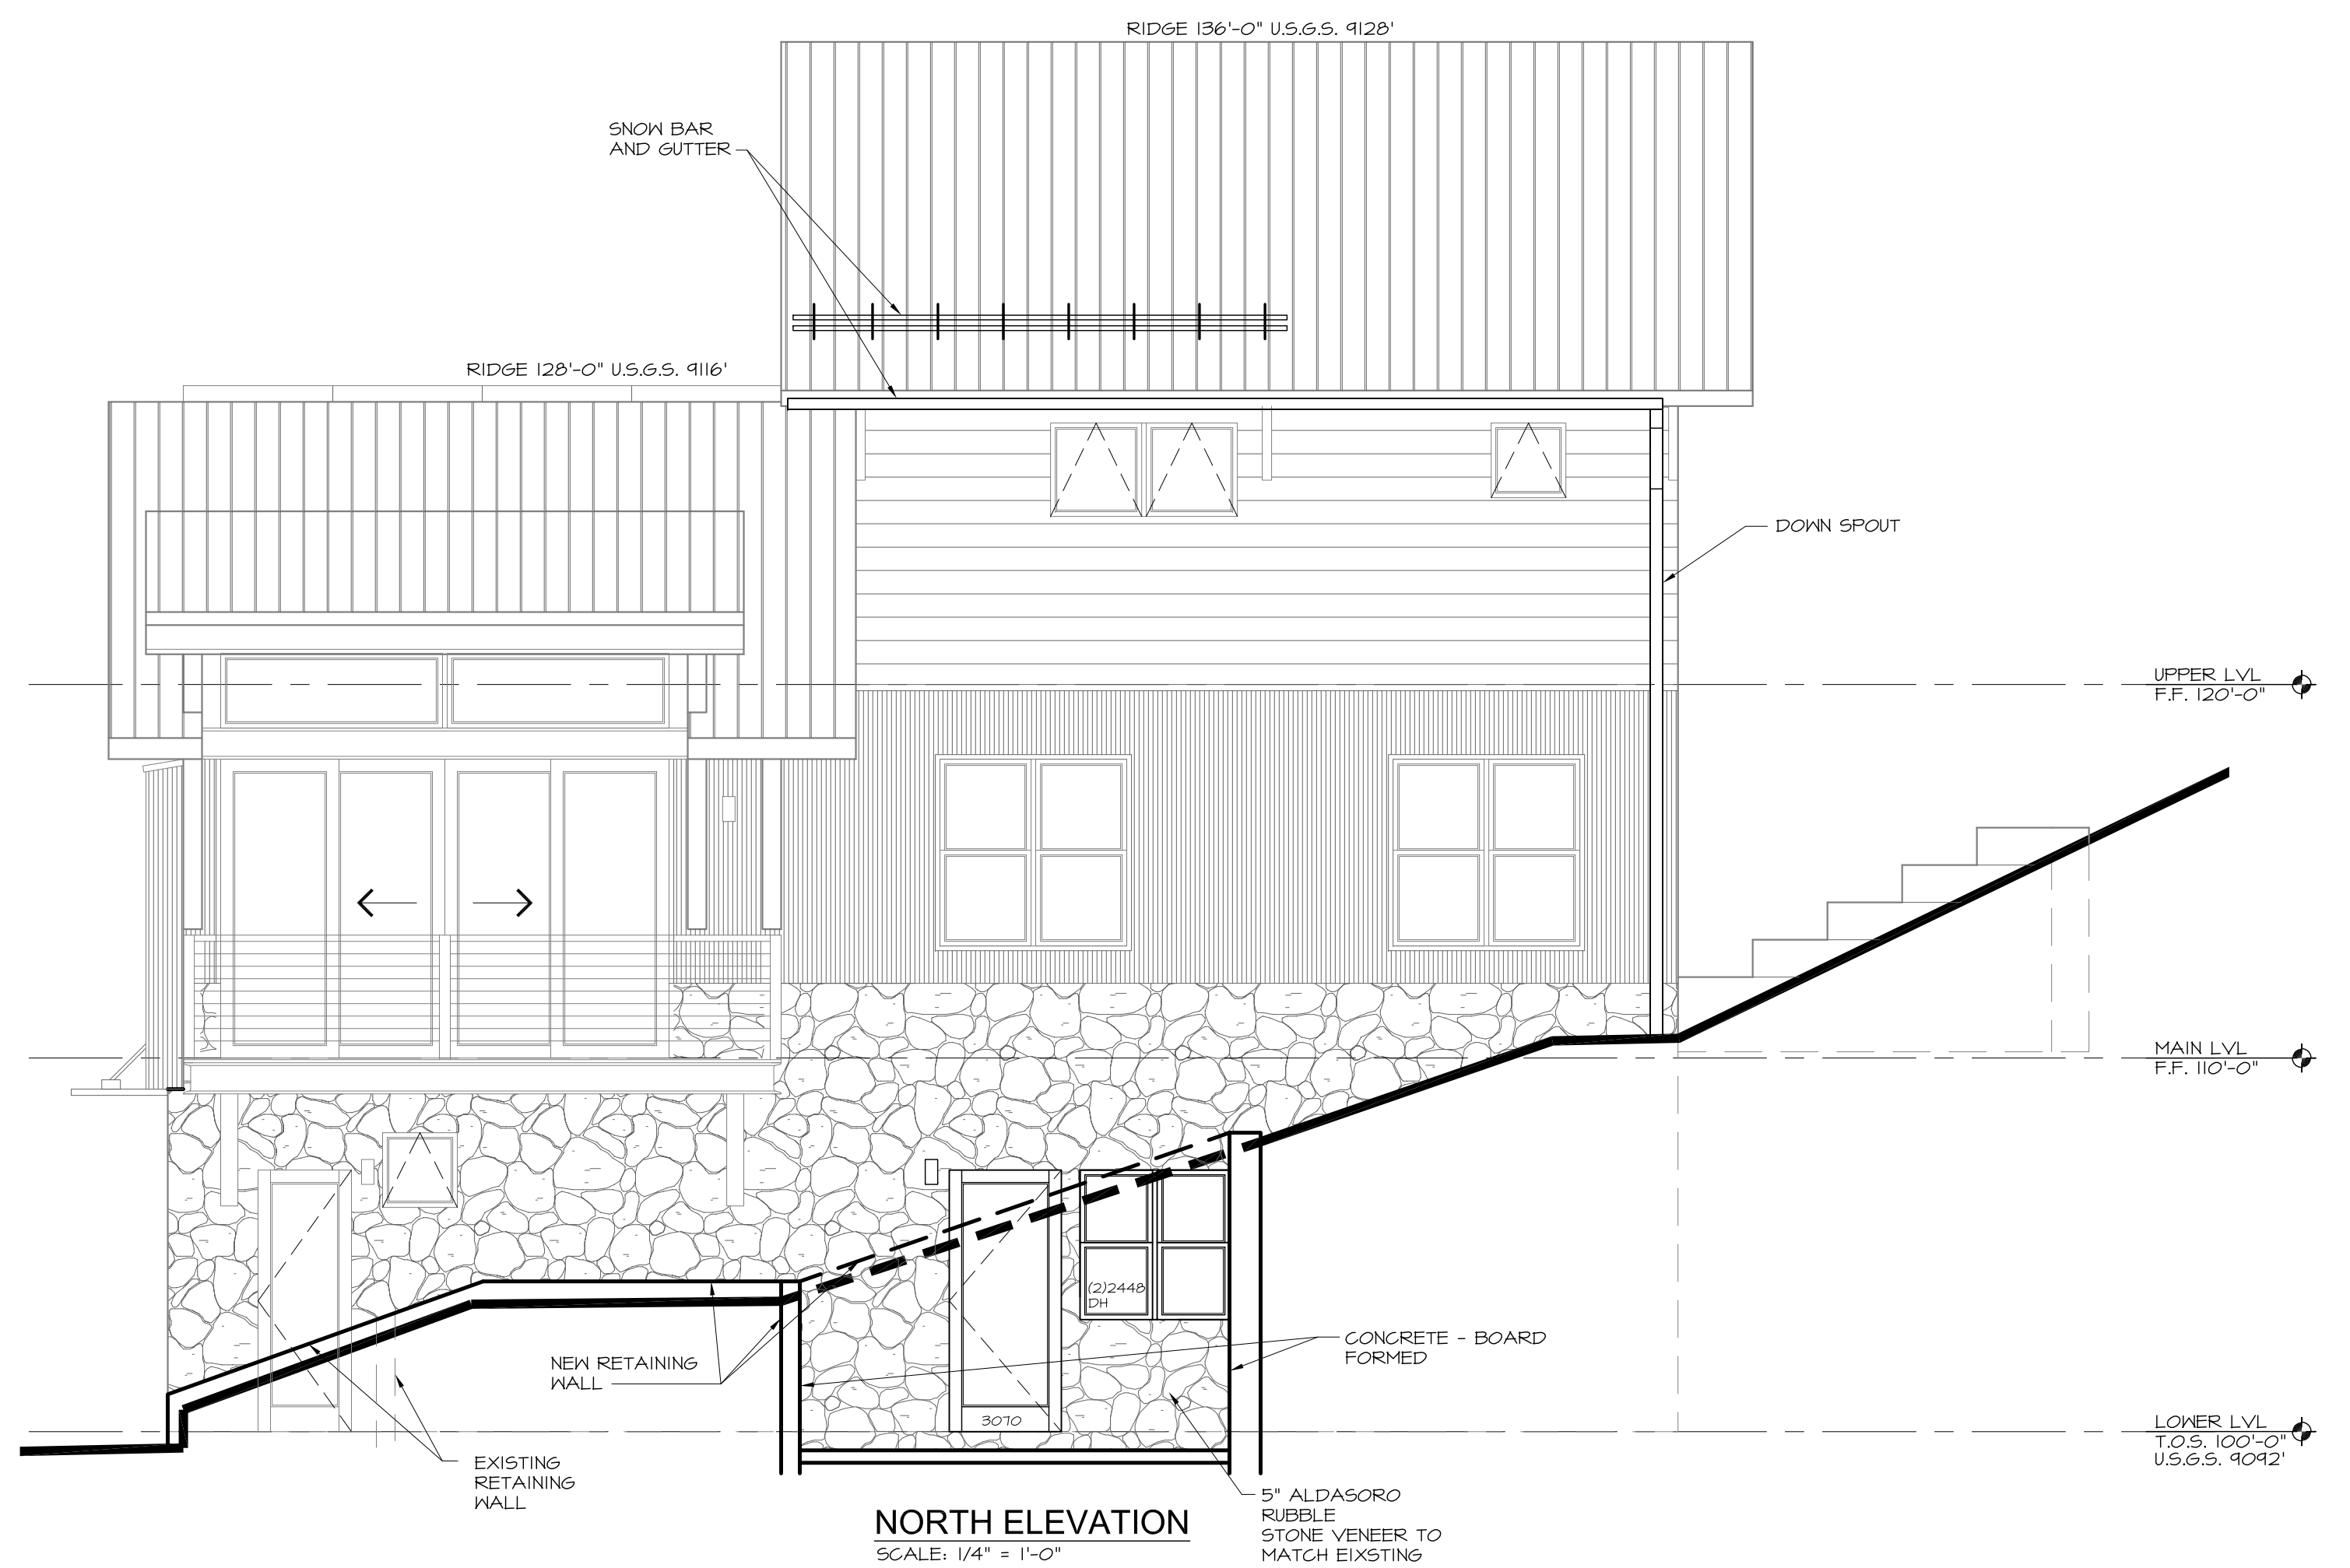 RIDGE 136'-0" U.S.G.S. 9128'
SNOW BAR
AND GUTTER
RIDGE 128'-0" U.S.G.S. 9116'
DOWN SPOUT
UPPER LVL
F.F. 120'-0"
MAIN LVL
F.F. 110'-0"
(2)2448
DH
CONCRETE - BOARD
FORMED
NEW RETAINING
WALL
3070
LOWER LVL
T.O.S. 100'-0"
U.S.G.S. 9092'
EXISTING
RETAINING
WALL
5" ALDASORO
RUBBLE
STONE VENEER TO
MATCH EIXSTING
NORTH ELEVATION
SCALE: 1/4" = 1'-0"